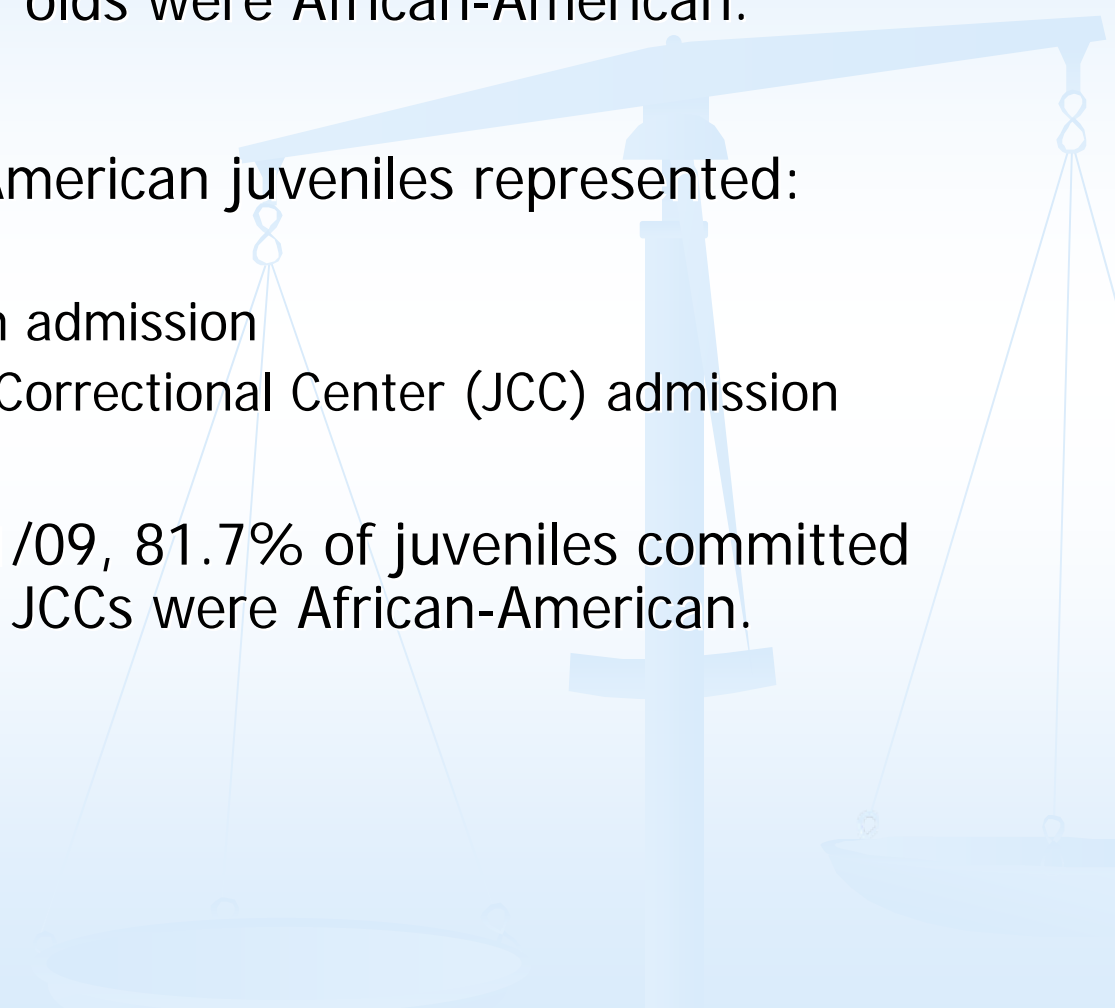 olds were African-American.
American juveniles represented:
admission
Correctional Center (JCC) admission
/09, 81.7% of juveniles committed
JCCs were African-American.